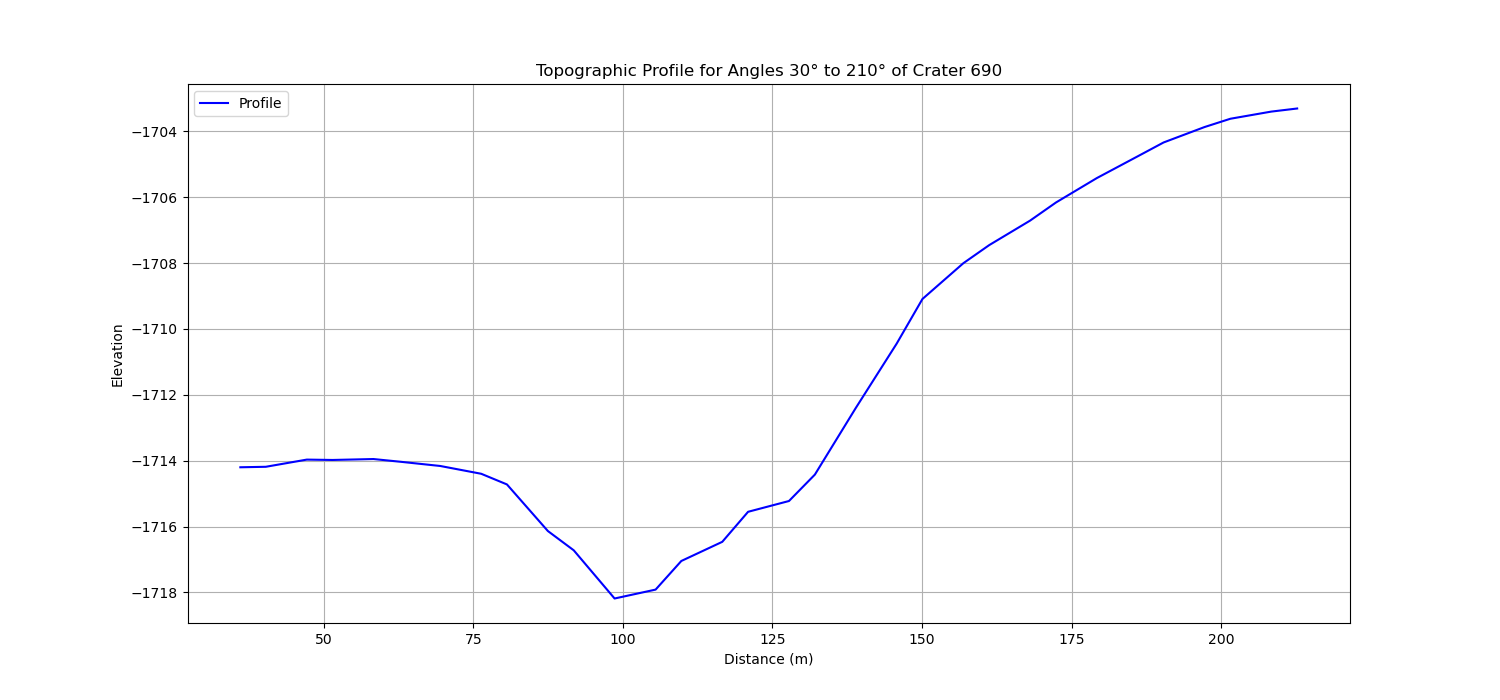 Topographic Profile for Angles 30° to 210° of Crater 690
Profile
−1704
−1706
−1708
−1710
−1712
−1714
−1716
−1718
Elevation
50 75 100 125 150 175 200
Distance (m)